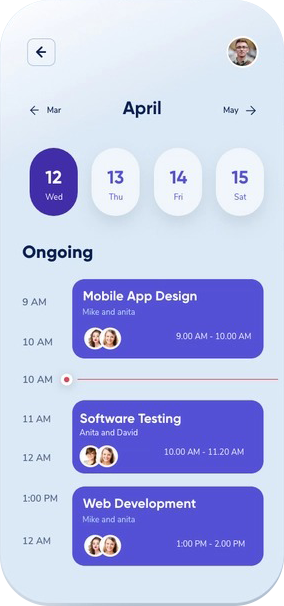 Mar April May
12 13 14 15
Wed Thu Fri Sat
Ongoing
9 AM
Mobile App Design
Mike and anita
9.00 AM - 10.00 AM
10 AM
10 AM
11 AM
Software Testing
Anita and David
10.00 AM - 11.20 AM
12 AM
1:00 PM
Web Development
Mike and anita
1:00 PM - 2.00 PM
12 AM